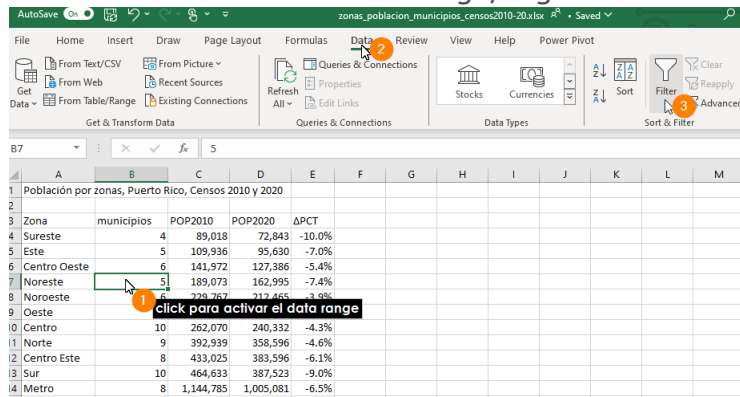 AutoSave On zonas_poblacion_municipios_censos2010-20.xlsx • Saved
File Home Insert Draw Page Layout Formulas Data Review View Help Power Pivot
2
Get Data
From Text/CSV
From Web
From Table/Range
From Picture
Recent Sources
Existing Connections
Get & Transform Data
Refresh All
Queries & Connections
Properties
Edit Links
Queries & Connections
Stocks
Currencies
Data Types
Sort
Filter
3
Clear
Reapply
Advanced
Sort & Filter
B7 fx 5
A B C D E F G H I J K L M
1 Población por zonas, Puerto Rico, Censos 2010 y 2020
2
3 Zona municipios POP2010 POP2020 ΔPCT
4 Sureste 4 89,018 72,843 -10.0%
5 Este 5 109,936 95,630 -7.0%
6 Centro Oeste 6 141,972 127,386 -5.4%
7 Noreste 5 189,073 162,995 -7.4%
8 Noroeste 6 229,767 212,465 -3.9%
9 Oeste
1 click para activar el data range
10 Centro 10 262,070 240,332 -4.3%
11 Norte 9 392,939 358,596 -4.6%
12 Centro Este 8 433,025 383,596 -6.1%
13 Sur 10 464,633 387,523 -9.0%
14 Metro 8 1,144,785 1,005,081 -6.5%